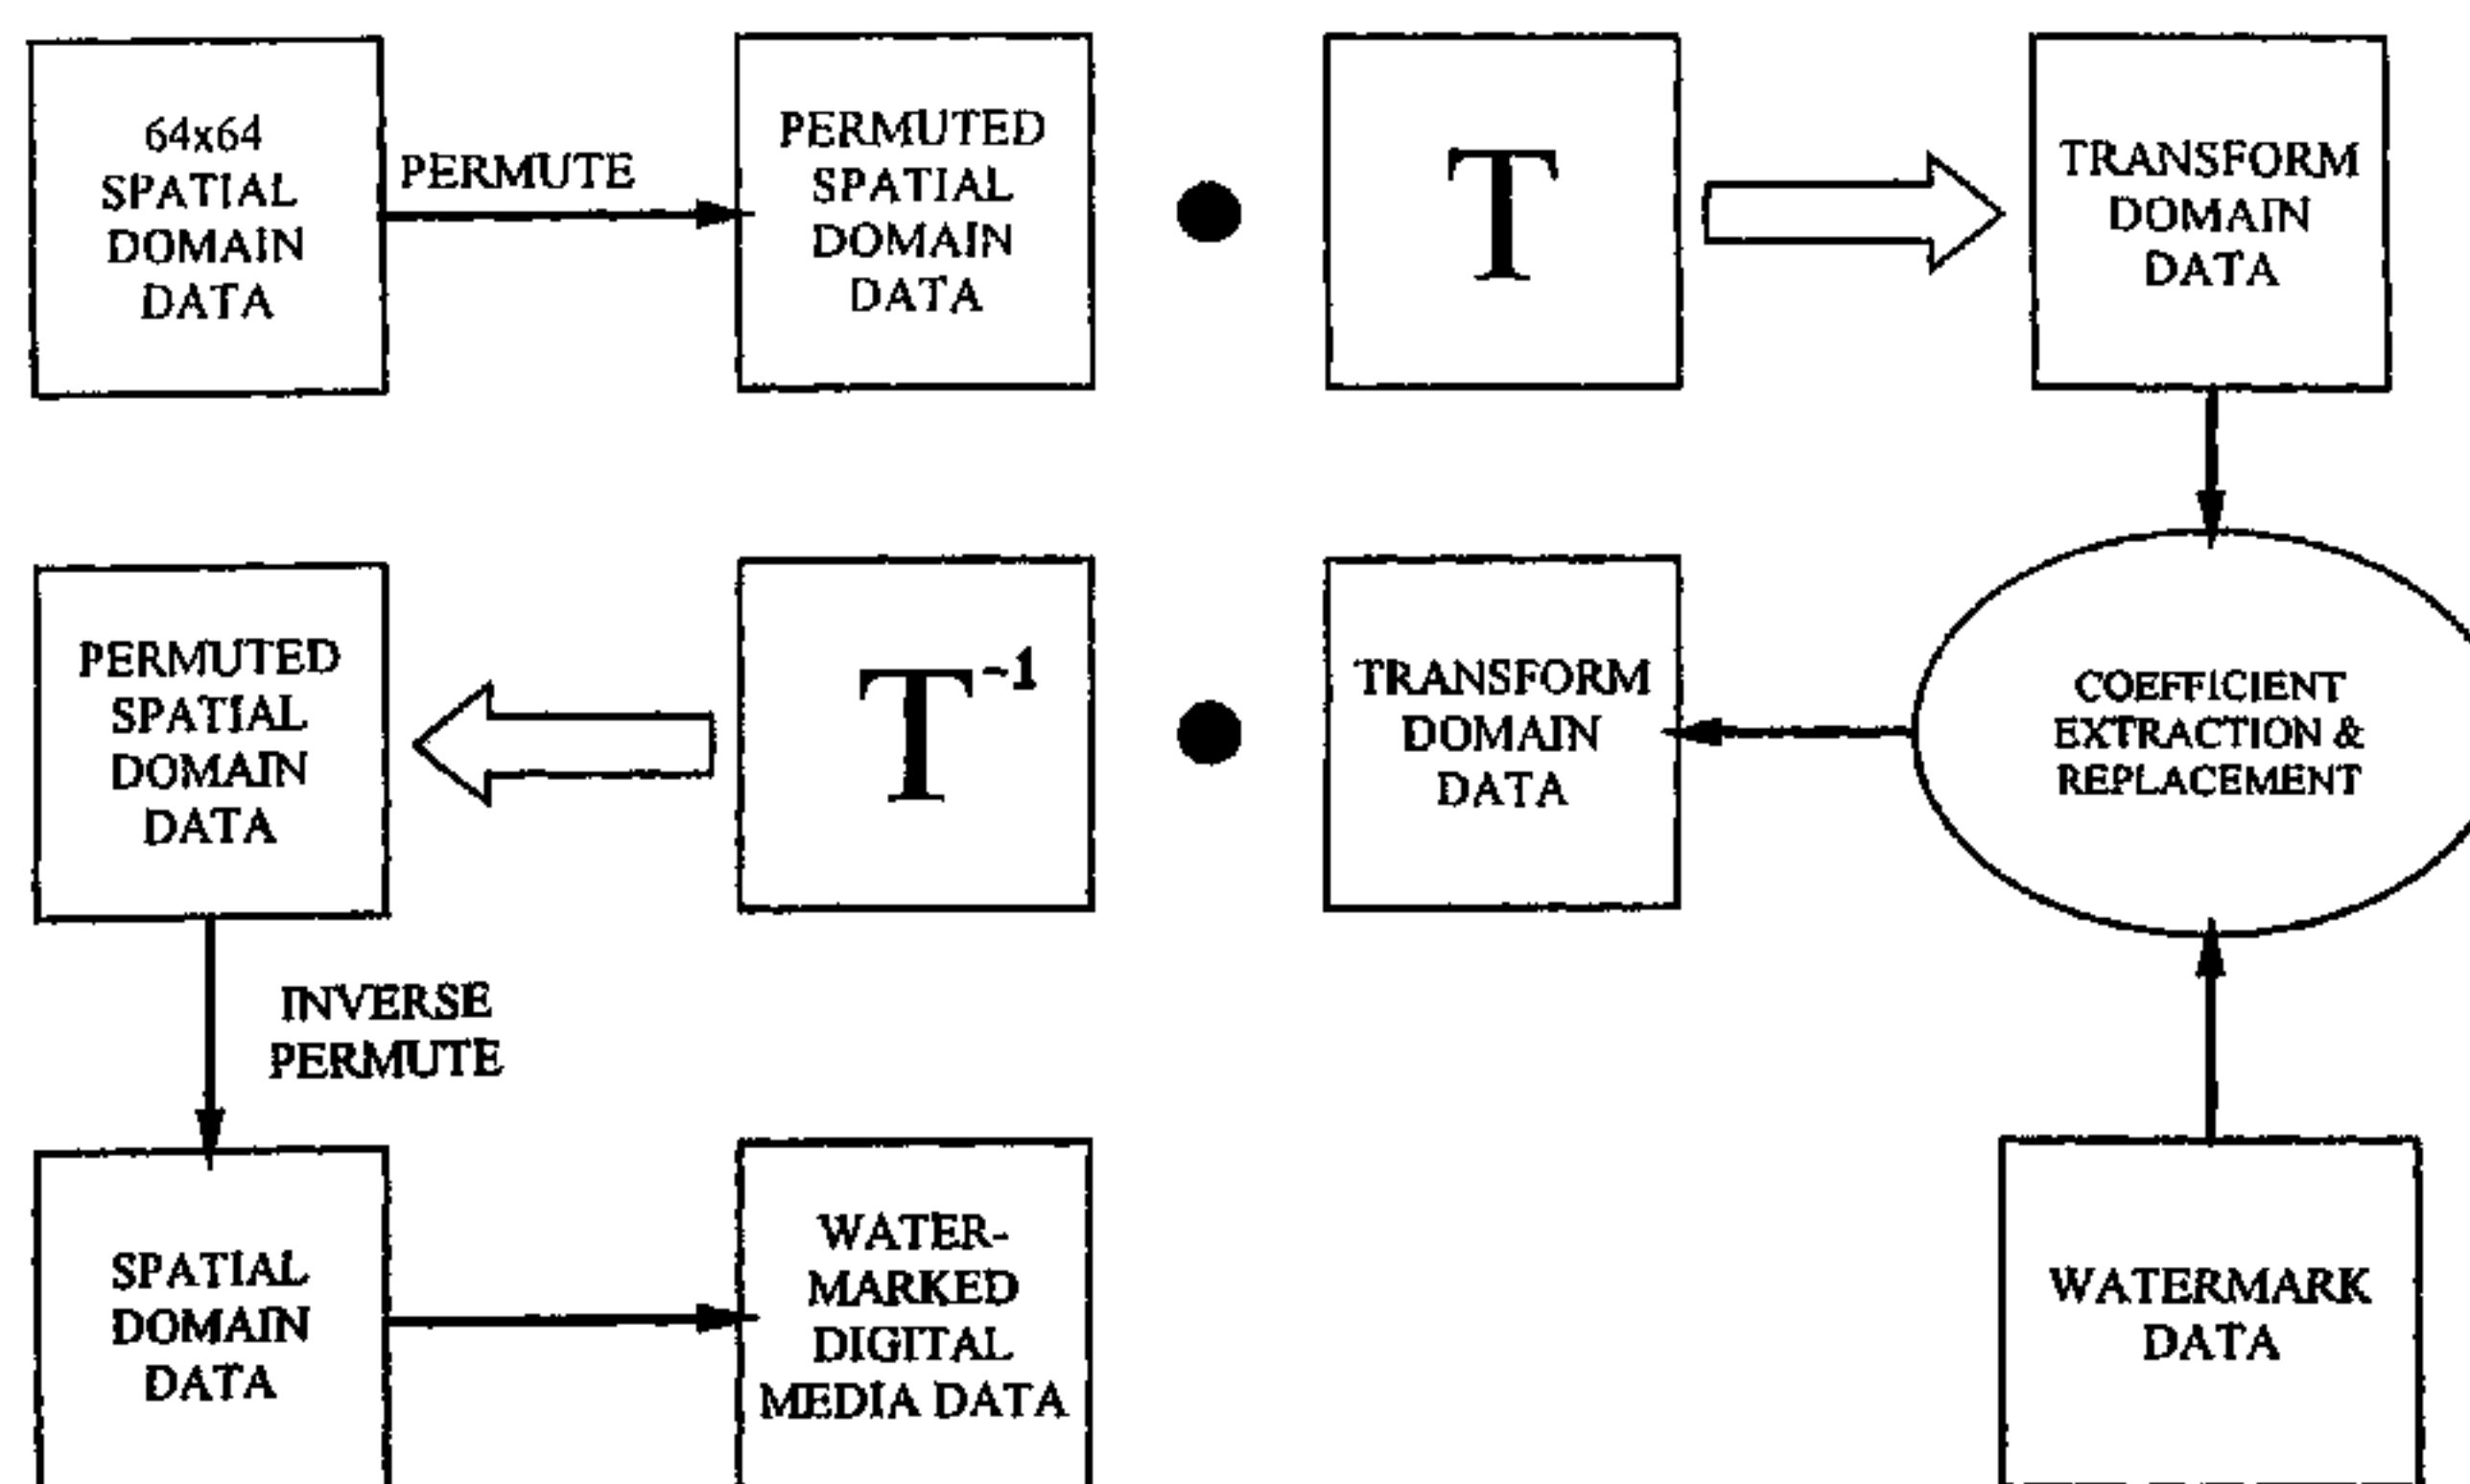 64x64
SPATIAL
DOMAIN
DATA
PERMUTE
PERMUTED
SPATIAL
DOMAIN
DATA
T
TRANSFORM
DOMAIN
DATA
COEFFICIENT
EXTRACTION &
REPLACEMENT
TRANSFORM
DOMAIN
DATA
T-1
PERMUTED
SPATIAL
DOMAIN
DATA
INVERSE
PERMUTE
SPATIAL
DOMAIN
DATA
WATER-
MARKED
DIGITAL
MEDIA DATA
WATERMARK
DATA